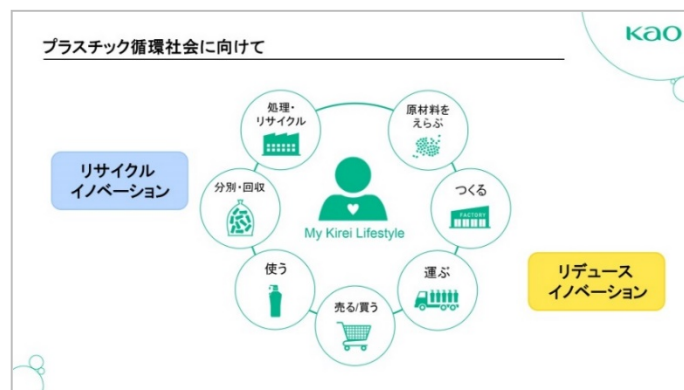 プラスチック循環社会に向けて
Kao
処理・
リサイクル
原材料を
えらぶ
リサイクル
イノベーション
分別・回収
つくる
FACTORY
My Kirei Lifestyle
使う
運ぶ
リデュース
イノベーション
売る/買う